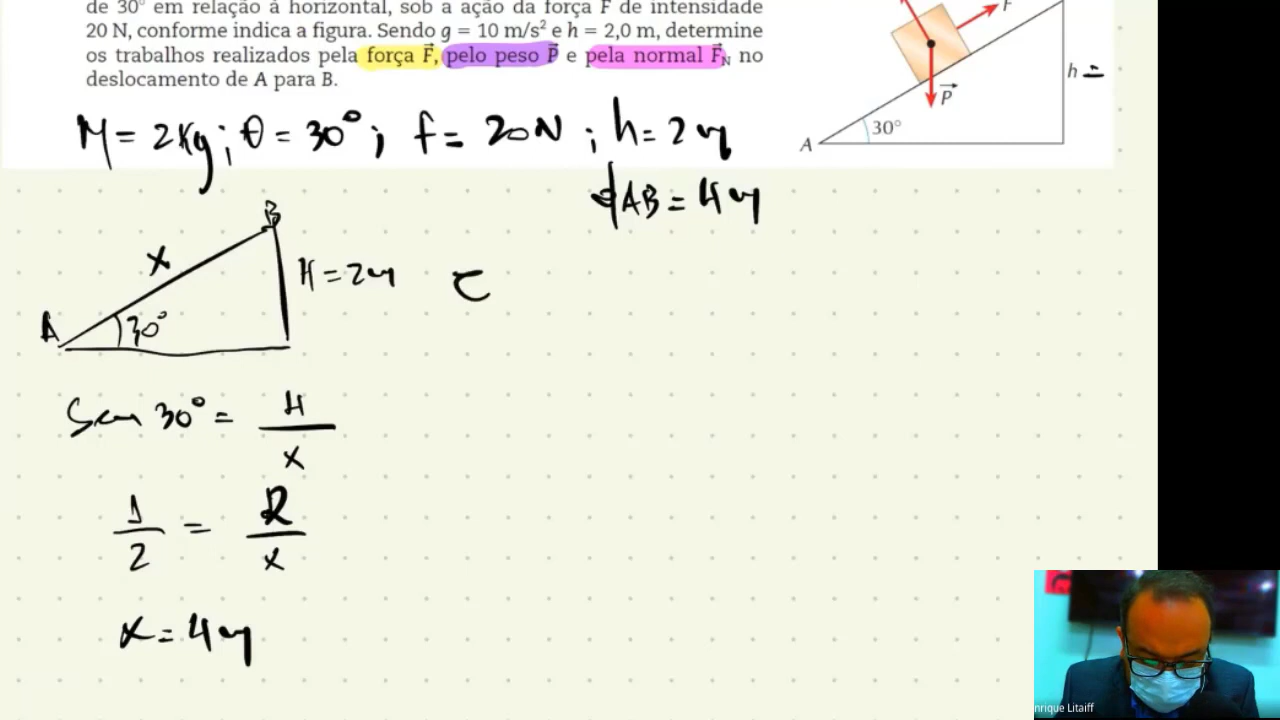 de 30° em relação à horizontal, sob a ação da força F⃗ de intensidade
20 N, conforme indica a figura. Sendo g = 10 m/s² e h = 2,0 m, determine
os trabalhos realizados pela força F⃗, pelo peso P⃗ e pela normal F⃗N no
deslocamento de A para B.
F
P⃗
h =
30°
A
M = 2Kg; θ = 30°; f = 20N; h = 2m
dAB = 4m
B
x
H = 2m
A
30°
Sen 30° = H
x
1/2 = 2/x
x = 4m
nrique Litaiff